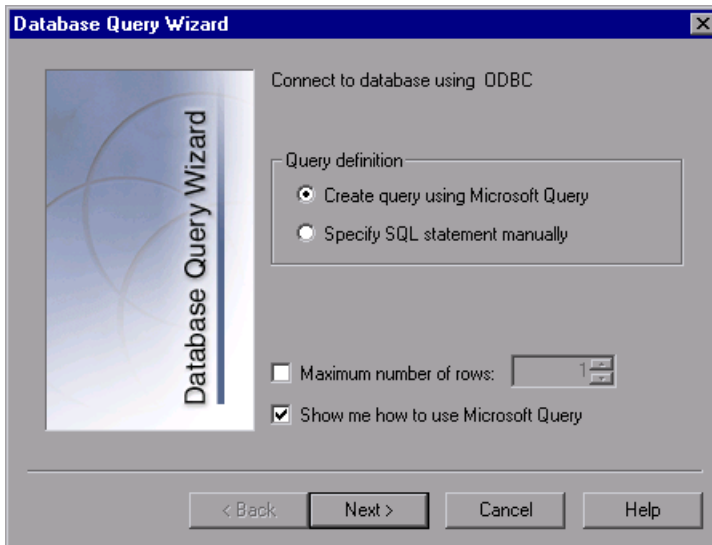 Database Query Wizard
Database Query Wizard
Connect to database using ODBC
Query definition
Create query using Microsoft Query
Specify SQL statement manually
Maximum number of rows: 1
Show me how to use Microsoft Query
< Back Next > Cancel Help